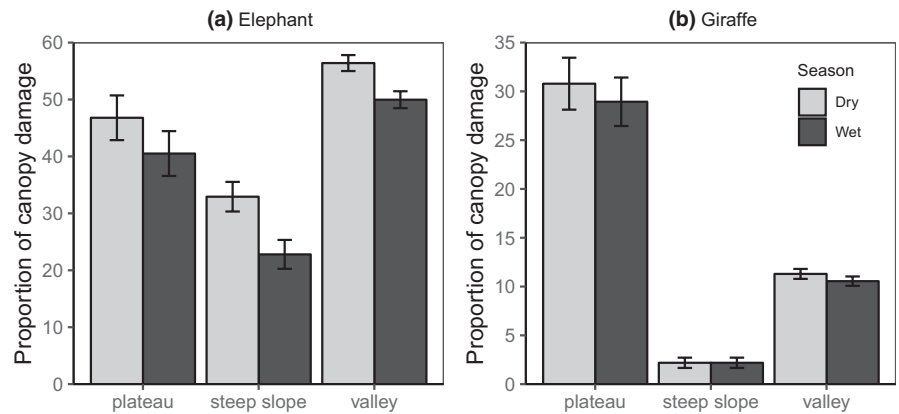 (a) Elephant
Proportion of canopy damage
60
50
40
30
20
10
0
plateau steep slope valley
(b) Giraffe
Proportion of canopy damage
35
30
25
20
15
10
5
0
plateau steep slope valley
Season
Dry
Wet